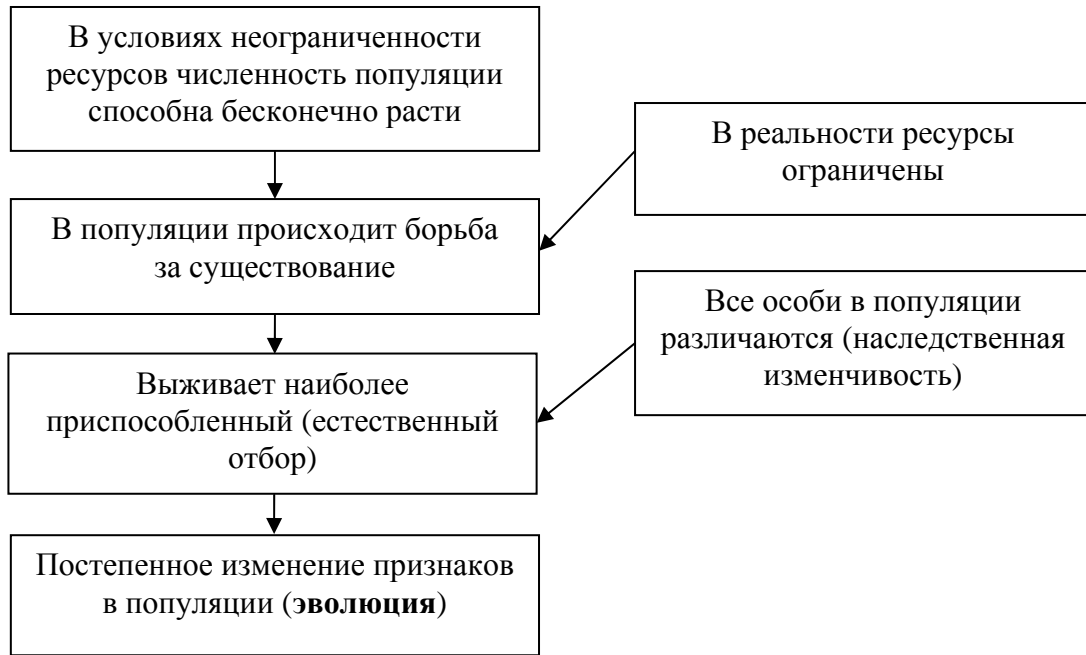 В условиях неограниченности
ресурсов численность популяции
способна бесконечно расти
В реальности ресурсы
ограничены
В популяции происходит борьба
за существование
Все особи в популяции
различаются (наследственная
изменчивость)
Выживает наиболее
приспособленный (естественный
отбор)
Постепенное изменение признаков
в популяции (эволюция)